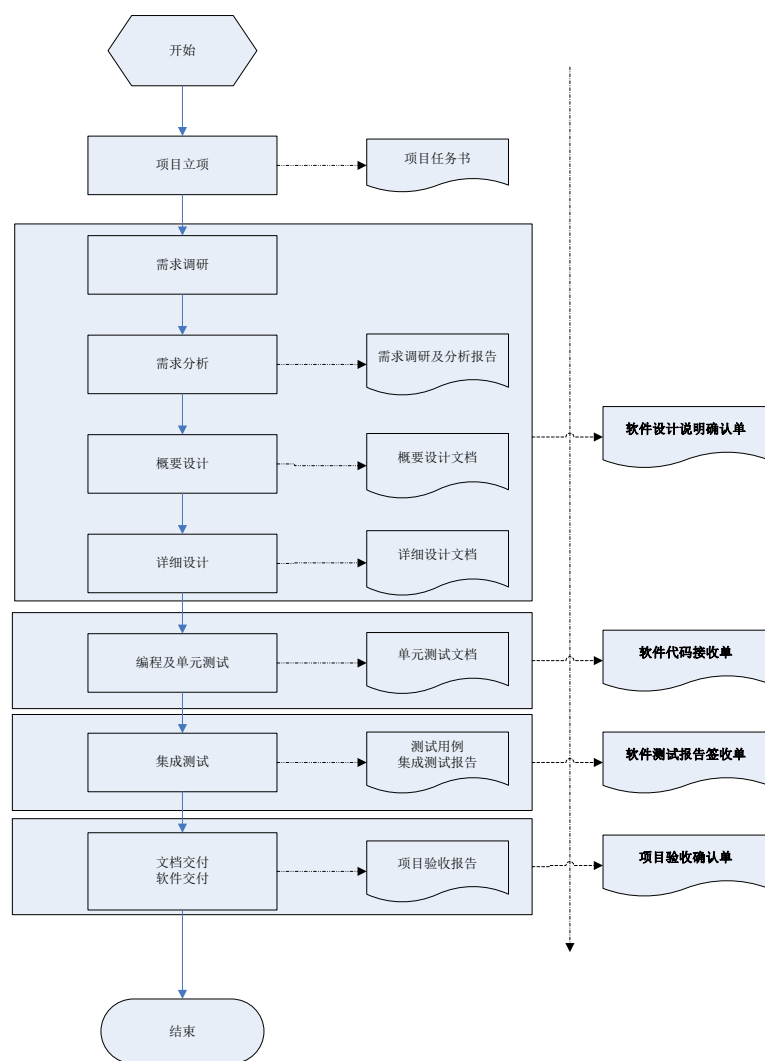 开始
项目立项
项目任务书
需求调研
需求分析
需求调研及分析报告
软件设计说明确认单
概要设计
概要设计文档
详细设计
详细设计文档
编程及单元测试
单元测试文档
软件代码接收单
集成测试
测试用例
集成测试报告
软件测试报告签收单
文档交付
软件交付
项目验收报告
项目验收确认单
结束